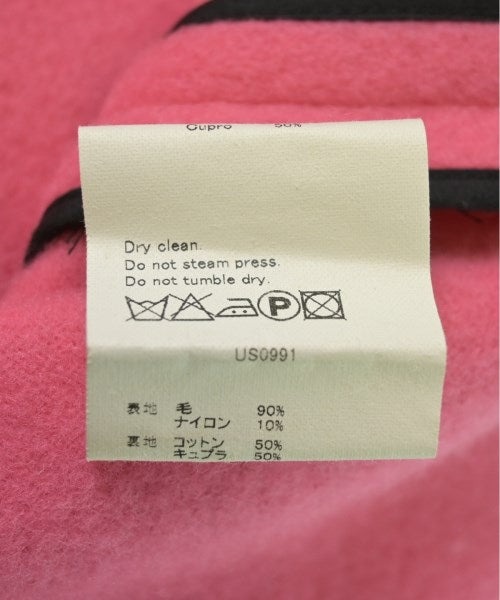 Cupro 50%
Dry clean.
Do not steam press.
Do not tumble dry.
P
US0991
表地 毛 90%
ナイロン 10%
裏地 コットン 50%
キュプラ 50%